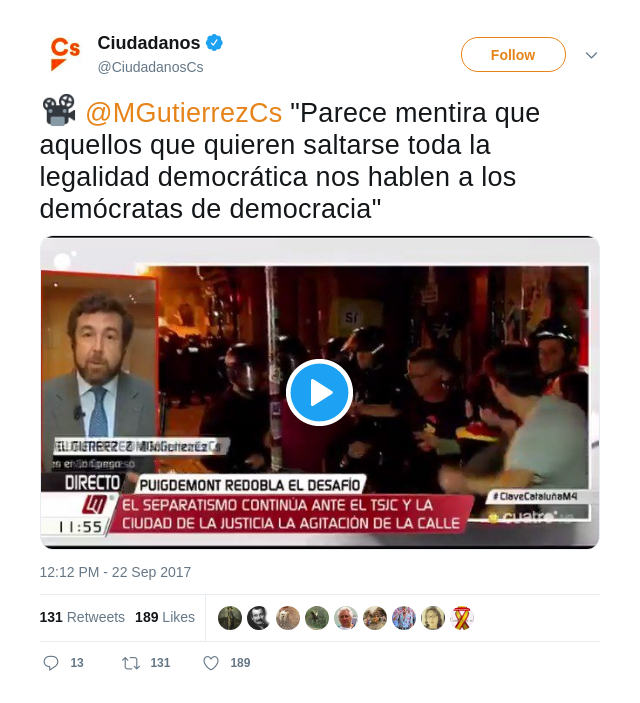 Cs
Ciudadanos
@CiudadanosCs
Follow
@MGutierrezCs "Parece mentira que
aquellos que quieren saltarse toda la
legalidad democrática nos hablen a los
demócratas de democracia"
SÍ
DIRECTO
PUIGDEMONT REDOBLA EL DESAFÍO
#ClaveCataluñaM4
EL SEPARATISMO CONTINÚA ANTE EL TSJC Y LA
CIUDAD DE LA JUSTICIA LA AGITACIÓN DE LA CALLE
cuatro
11:55
12:12 PM - 22 Sep 2017
131 Retweets 189 Likes
13 131 189